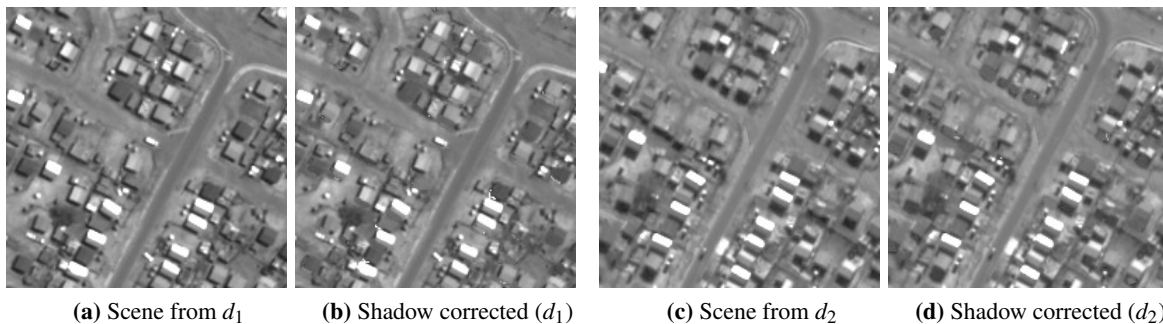 (a) Scene from d1
(b) Shadow corrected (d1)
(c) Scene from d2
(d) Shadow corrected (d2)